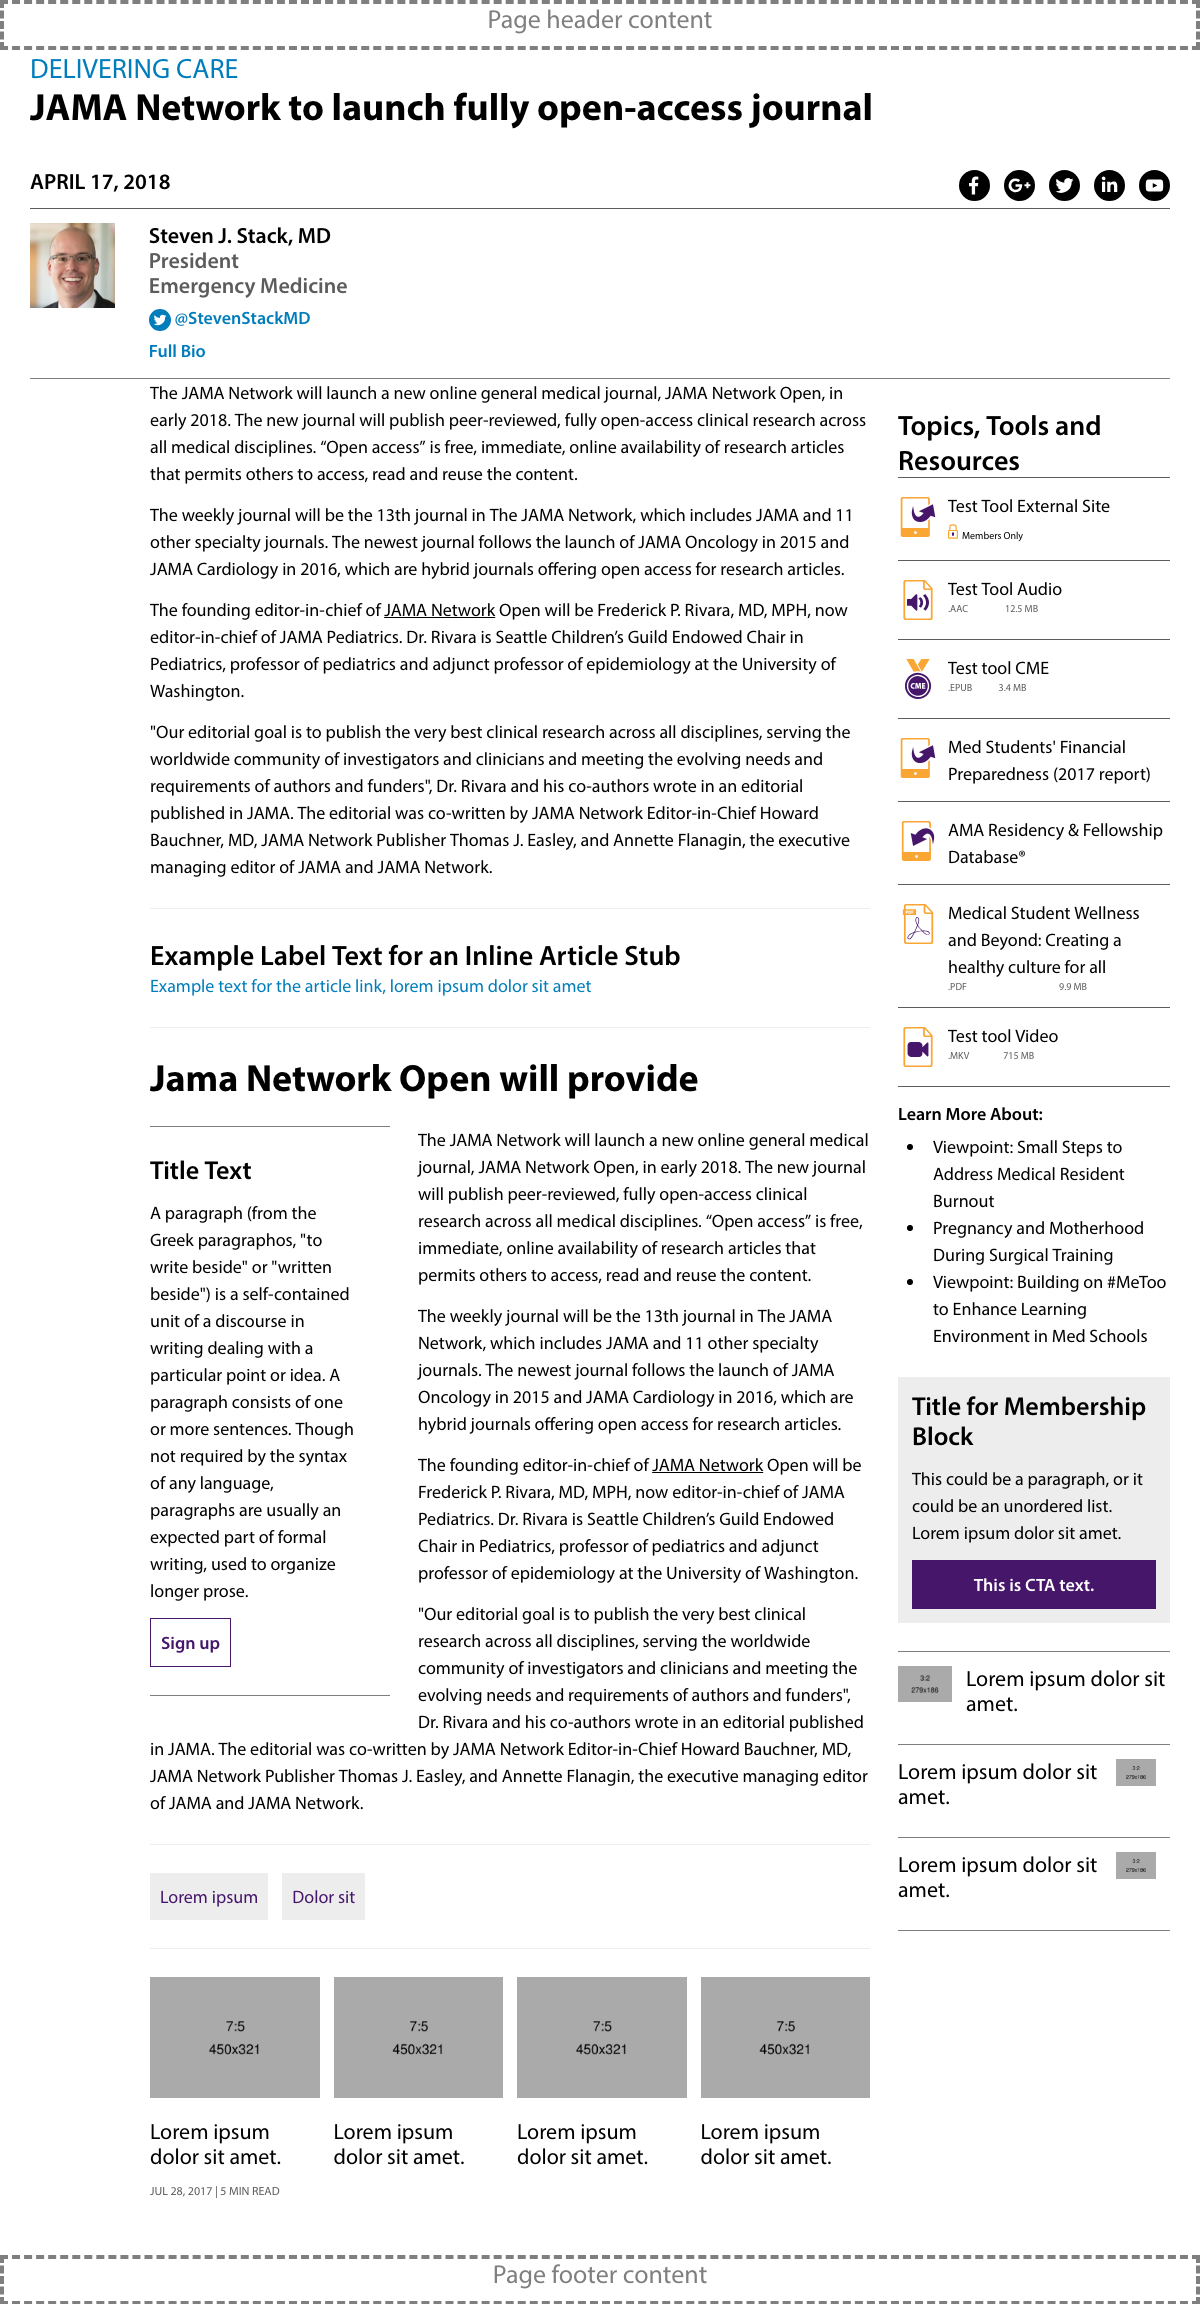 Page header content
DELIVERING CARE
JAMA Network to launch fully open-access journal
APRIL 17, 2018
Steven J. Stack, MD
President
Emergency Medicine
@StevenStackMD
Full Bio
The JAMA Network will launch a new online general medical journal, JAMA Network Open, in
early 2018. The new journal will publish peer-reviewed, fully open-access clinical research across
all medical disciplines. “Open access” is free, immediate, online availability of research articles
that permits others to access, read and reuse the content.
The weekly journal will be the 13th journal in The JAMA Network, which includes JAMA and 11
other specialty journals. The newest journal follows the launch of JAMA Oncology in 2015 and
JAMA Cardiology in 2016, which are hybrid journals offering open access for research articles.
The founding editor-in-chief of JAMA Network Open will be Frederick P. Rivara, MD, MPH, now
editor-in-chief of JAMA Pediatrics. Dr. Rivara is Seattle Children’s Guild Endowed Chair in
Pediatrics, professor of pediatrics and adjunct professor of epidemiology at the University of
Washington.
"Our editorial goal is to publish the very best clinical research across all disciplines, serving the
worldwide community of investigators and clinicians and meeting the evolving needs and
requirements of authors and funders", Dr. Rivara and his co-authors wrote in an editorial
published in JAMA. The editorial was co-written by JAMA Network Editor-in-Chief Howard
Bauchner, MD, JAMA Network Publisher Thomas J. Easley, and Annette Flanagin, the executive
managing editor of JAMA and JAMA Network.
Example Label Text for an Inline Article Stub
Example text for the article link, lorem ipsum dolor sit amet
Jama Network Open will provide
Title Text
A paragraph (from the
Greek paragraphos, "to
write beside" or "written
beside") is a self-contained
unit of a discourse in
writing dealing with a
particular point or idea. A
paragraph consists of one
or more sentences. Though
not required by the syntax
of any language,
paragraphs are usually an
expected part of formal
writing, used to organize
longer prose.
Sign up
The JAMA Network will launch a new online general medical
journal, JAMA Network Open, in early 2018. The new journal
will publish peer-reviewed, fully open-access clinical
research across all medical disciplines. “Open access” is free,
immediate, online availability of research articles that
permits others to access, read and reuse the content.
The weekly journal will be the 13th journal in The JAMA
Network, which includes JAMA and 11 other specialty
journals. The newest journal follows the launch of JAMA
Oncology in 2015 and JAMA Cardiology in 2016, which are
hybrid journals offering open access for research articles.
The founding editor-in-chief of JAMA Network Open will be
Frederick P. Rivara, MD, MPH, now editor-in-chief of JAMA
Pediatrics. Dr. Rivara is Seattle Children’s Guild Endowed
Chair in Pediatrics, professor of pediatrics and adjunct
professor of epidemiology at the University of Washington.
"Our editorial goal is to publish the very best clinical
research across all disciplines, serving the worldwide
community of investigators and clinicians and meeting the
evolving needs and requirements of authors and funders",
Dr. Rivara and his co-authors wrote in an editorial published
in JAMA. The editorial was co-written by JAMA Network Editor-in-Chief Howard Bauchner, MD,
JAMA Network Publisher Thomas J. Easley, and Annette Flanagin, the executive managing editor
of JAMA and JAMA Network.
Lorem ipsum
Dolor sit
7:5
450x321
7:5
450x321
7:5
450x321
7:5
450x321
Lorem ipsum
dolor sit amet.
JUL 28, 2017 | 5 MIN READ
Lorem ipsum
dolor sit amet.
Lorem ipsum
dolor sit amet.
Lorem ipsum
dolor sit amet.
Topics, Tools and
Resources
Test Tool External Site
Members Only
Test Tool Audio
.AAC 12.5 MB
CME
Test tool CME
.EPUB 3.4 MB
Med Students' Financial
Preparedness (2017 report)
AMA Residency & Fellowship
Database®
PDF
Medical Student Wellness
and Beyond: Creating a
healthy culture for all
.PDF 9.9 MB
Test tool Video
.MKV 715 MB
Learn More About:
• Viewpoint: Small Steps to
Address Medical Resident
Burnout
• Pregnancy and Motherhood
During Surgical Training
• Viewpoint: Building on #MeToo
to Enhance Learning
Environment in Med Schools
Title for Membership
Block
This could be a paragraph, or it
could be an unordered list.
Lorem ipsum dolor sit amet.
This is CTA text.
3:2
279x186
Lorem ipsum dolor sit
amet.
Lorem ipsum dolor sit
amet.
3:2
279x186
Lorem ipsum dolor sit
amet.
3:2
279x186
Page footer content